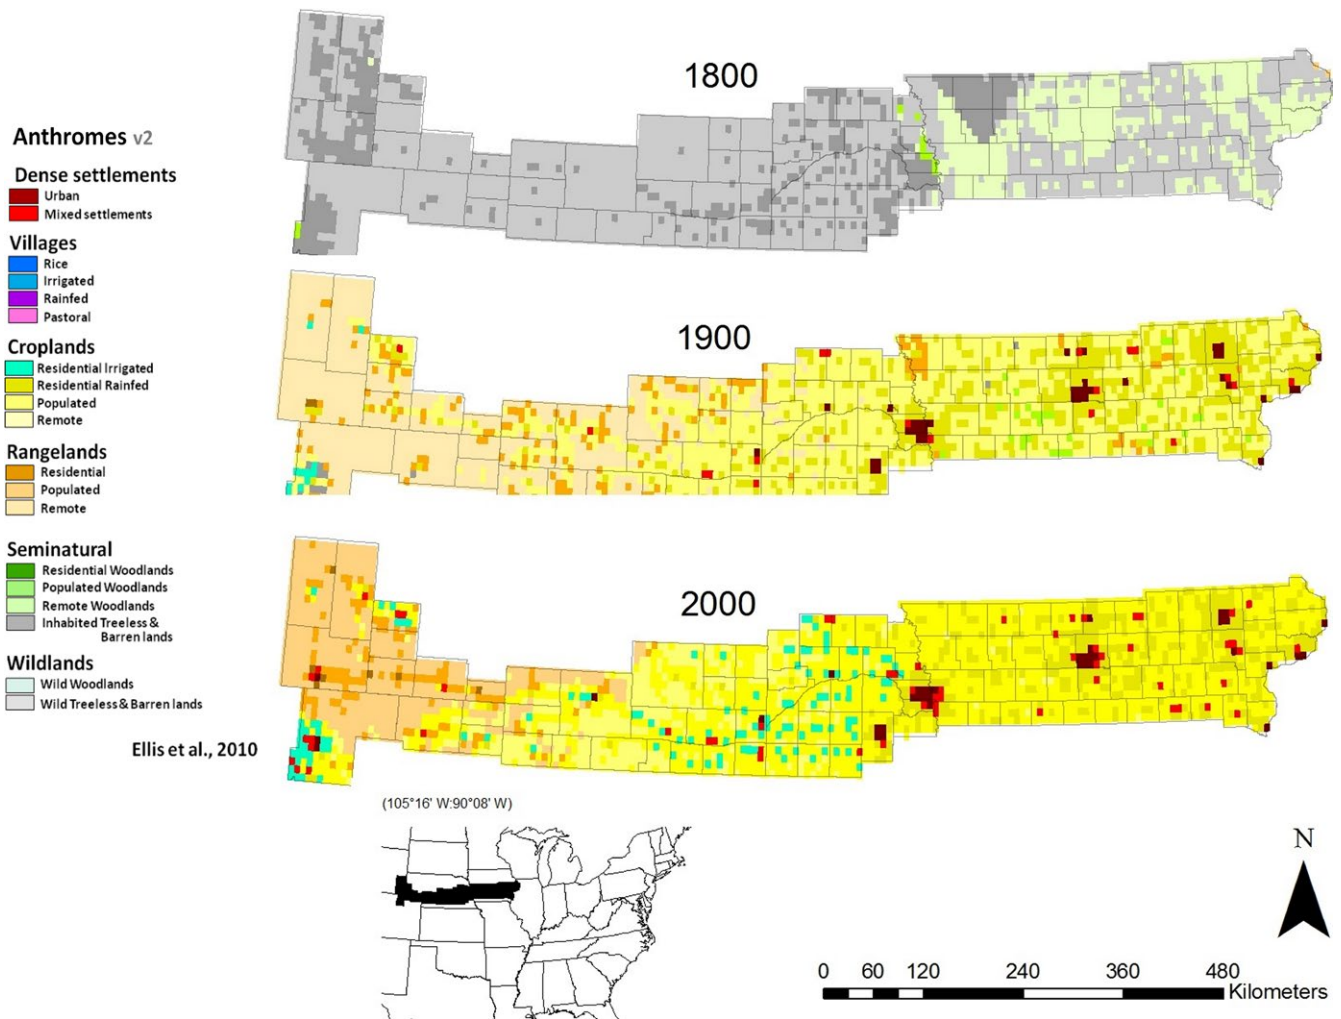 1800
Anthromes v2
Dense settlements
Urban
Mixed settlements
Villages
Rice
Irrigated
Rainfed
Pastoral
1900
Croplands
Residential Irrigated
Residential Rainfed
Populated
Remote
Rangelands
Residential
Populated
Remote
Seminatural
Residential Woodlands
Populated Woodlands
Remote Woodlands
Inhabited Treeless &
Barren lands
2000
Wildlands
Wild Woodlands
Wild Treeless & Barren lands
Ellis et al., 2010
(105°16' W:90°08' W)
N
0 60 120 240 360 480
Kilometers